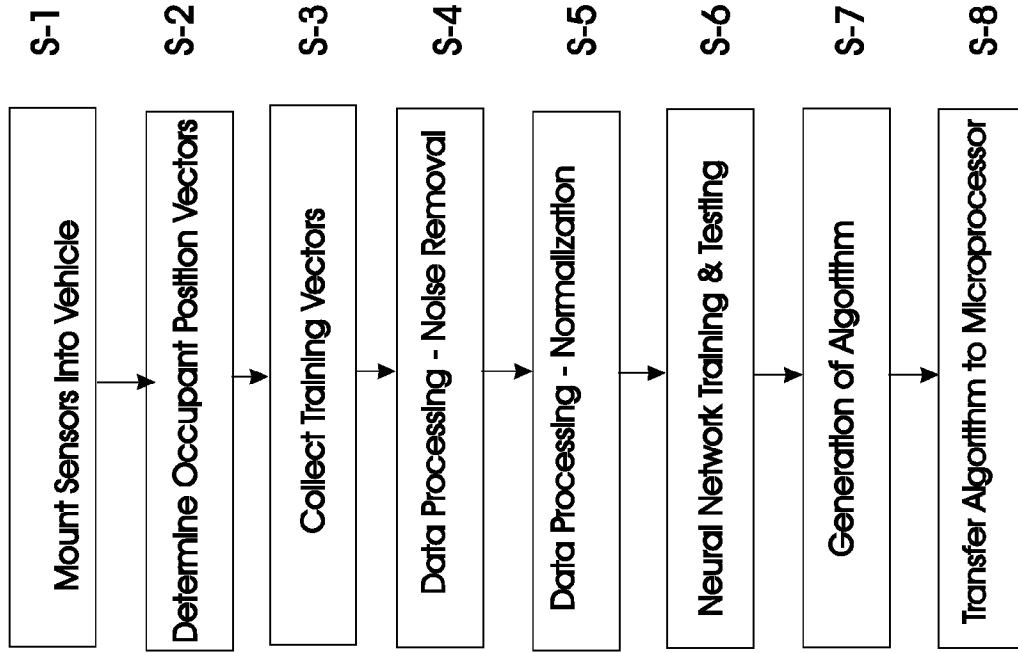 Mount Sensors Into Vehicle
S-1
Determine Occupant Position Vectors
S-2
Collect Training Vectors
S-3
Data Processing - Noise Removal
S-4
Data Processing - Normalization
S-5
Neural Network Training & Testing
S-6
Generation of Algorithm
S-7
Transfer Algorithm to Microprocessor
S-8